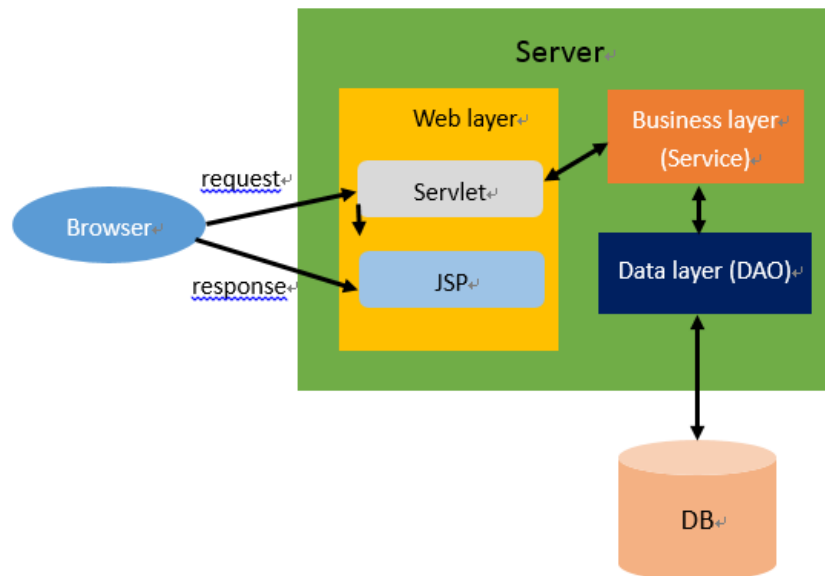 Server
Web layer
Business layer
(Service)
request
Servlet
Browser
Data layer (DAO)
response
JSP
DB